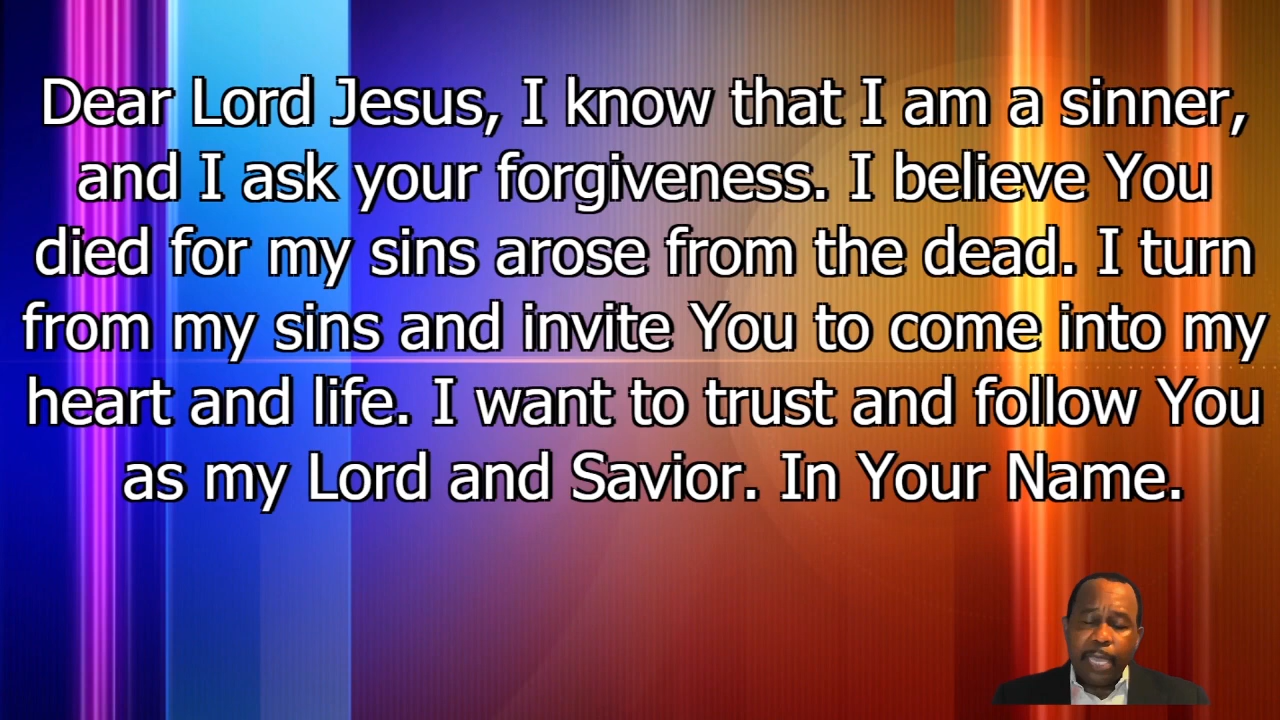 Dear Lord Jesus, I know that I am a sinner,
and I ask your forgiveness. I believe You
died for my sins arose from the dead. I turn
from my sins and invite You to come into my
heart and life. I want to trust and follow You
as my Lord and Savior. In Your Name.